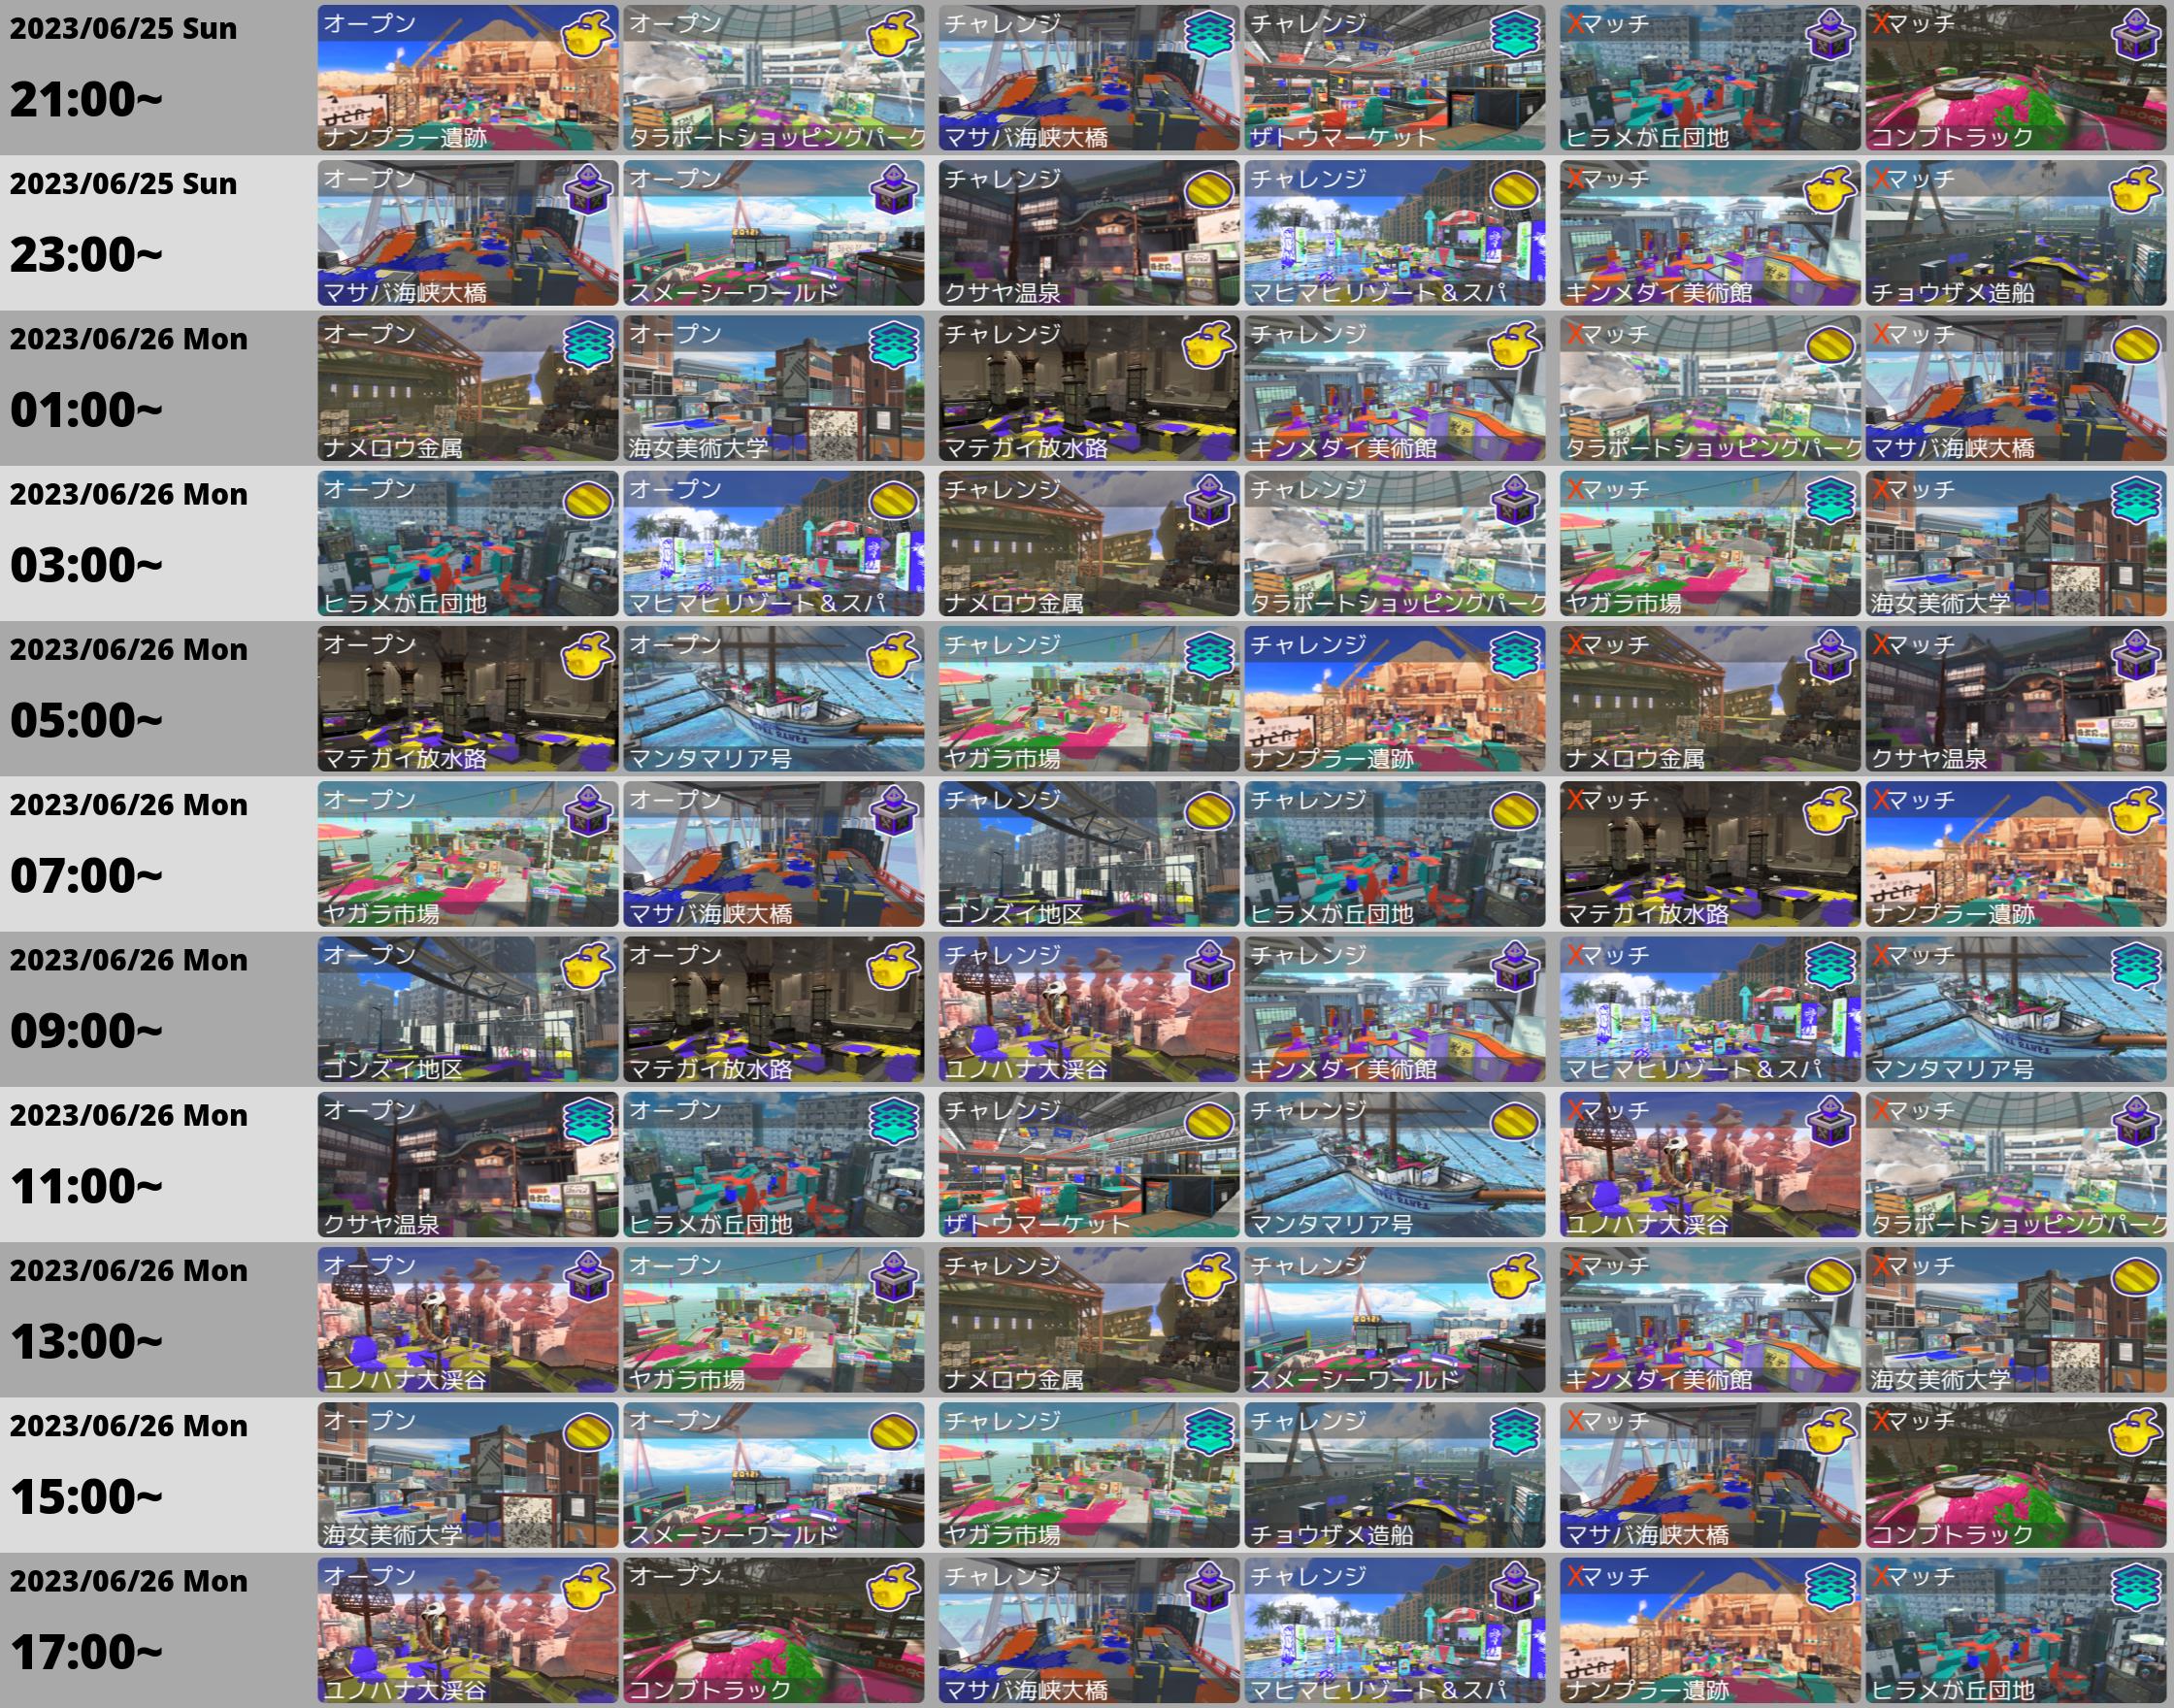 2023/06/25 Sun
21:00~
オープン
ナンプラー遺跡
オープン
タラポートショッピングパーク
チャレンジ
マサバ海峡大橋
チャレンジ
ザトウマーケット
Xマッチ
ヒラメが丘団地
Xマッチ
コンブトラック
2023/06/25 Sun
23:00~
オープン
マサバ海峡大橋
オープン
スメーシーワールド
チャレンジ
クサヤ温泉
チャレンジ
マヒマヒリゾート&スパ
Xマッチ
キンメダイ美術館
Xマッチ
チョウザメ造船
2023/06/26 Mon
01:00~
オープン
ナメロウ金属
オープン
海女美術大学
チャレンジ
マテガイ放水路
チャレンジ
キンメダイ美術館
Xマッチ
タラポートショッピングパーク
Xマッチ
マサバ海峡大橋
2023/06/26 Mon
03:00~
オープン
ヒラメが丘団地
オープン
マヒマヒリゾート&スパ
チャレンジ
ナメロウ金属
チャレンジ
タラポートショッピングパーク
Xマッチ
ヤガラ市場
Xマッチ
海女美術大学
2023/06/26 Mon
05:00~
オープン
マテガイ放水路
オープン
マンタマリア号
チャレンジ
ヤガラ市場
チャレンジ
ナンプラー遺跡
Xマッチ
ナメロウ金属
Xマッチ
クサヤ温泉
2023/06/26 Mon
07:00~
オープン
ヤガラ市場
オープン
マサバ海峡大橋
チャレンジ
ゴンズイ地区
チャレンジ
ヒラメが丘団地
Xマッチ
マテガイ放水路
Xマッチ
ナンプラー遺跡
2023/06/26 Mon
09:00~
オープン
ゴンズイ地区
オープン
マテガイ放水路
チャレンジ
ユノハナ大渓谷
チャレンジ
キンメダイ美術館
Xマッチ
マヒマヒリゾート&スパ
Xマッチ
マンタマリア号
2023/06/26 Mon
11:00~
オープン
クサヤ温泉
オープン
ヒラメが丘団地
チャレンジ
ザトウマーケット
チャレンジ
マンタマリア号
Xマッチ
ユノハナ大渓谷
Xマッチ
タラポートショッピングパーク
2023/06/26 Mon
13:00~
オープン
ユノハナ大渓谷
オープン
ヤガラ市場
チャレンジ
ナメロウ金属
チャレンジ
スメーシーワールド
Xマッチ
キンメダイ美術館
Xマッチ
海女美術大学
2023/06/26 Mon
15:00~
オープン
海女美術大学
オープン
スメーシーワールド
チャレンジ
ヤガラ市場
チャレンジ
チョウザメ造船
Xマッチ
マサバ海峡大橋
Xマッチ
コンブトラック
2023/06/26 Mon
17:00~
オープン
ユノハナ大渓谷
オープン
コンブトラック
チャレンジ
マサバ海峡大橋
チャレンジ
マヒマヒリゾート&スパ
Xマッチ
ナンプラー遺跡
Xマッチ
ヒラメが丘団地